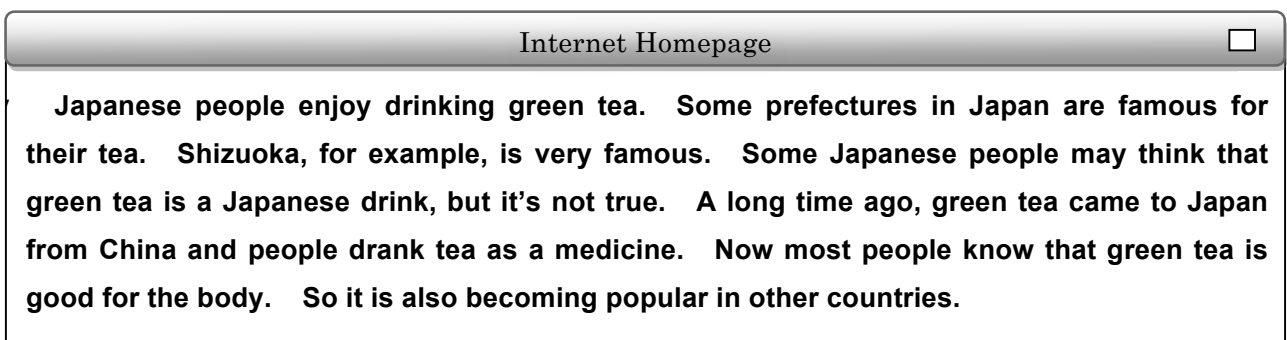 Internet Homepage
Japanese people enjoy drinking green tea. Some prefectures in Japan are famous for
their tea. Shizuoka, for example, is very famous. Some Japanese people may think that
green tea is a Japanese drink, but it’s not true. A long time ago, green tea came to Japan
from China and people drank tea as a medicine. Now most people know that green tea is
good for the body. So it is also becoming popular in other countries.